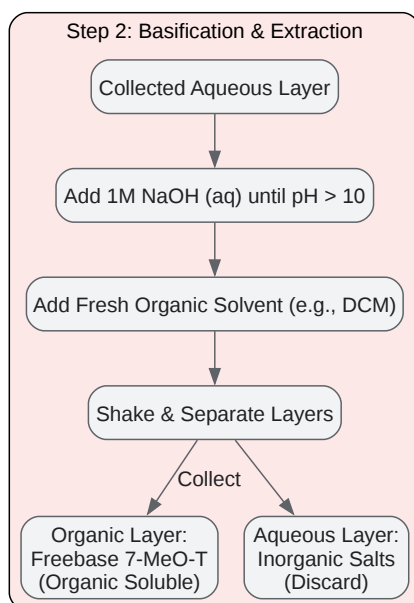 Step 2: Basification & Extraction
Collected Aqueous Layer
Add 1M NaOH (aq) until pH > 10
Add Fresh Organic Solvent (e.g., DCM)
Shake & Separate Layers
Collect
Organic Layer:
Freebase 7-MeO-T
(Organic Soluble)
Aqueous Layer:
Inorganic Salts
(Discard)